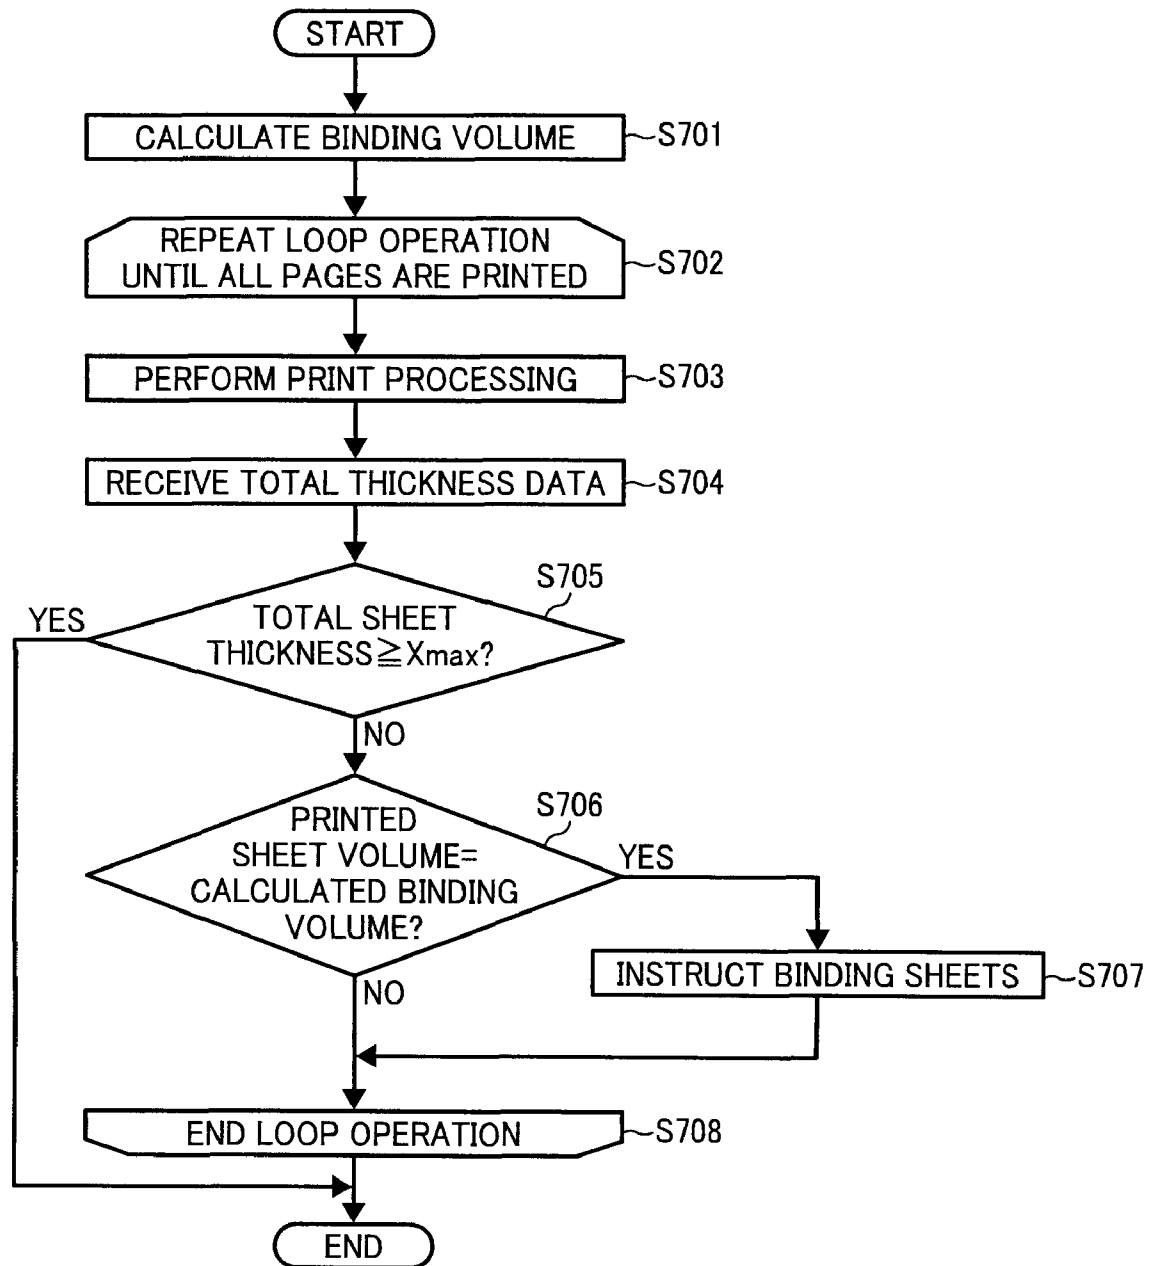 START
CALCULATE BINDING VOLUME
S701
REPEAT LOOP OPERATION
UNTIL ALL PAGES ARE PRINTED
S702
PERFORM PRINT PROCESSING
S703
RECEIVE TOTAL THICKNESS DATA
S704
S705
YES
TOTAL SHEET
THICKNESS≧Xmax?
NO
S706
PRINTED
SHEET VOLUME=
CALCULATED BINDING
VOLUME?
YES
INSTRUCT BINDING SHEETS
S707
NO
END LOOP OPERATION
S708
END